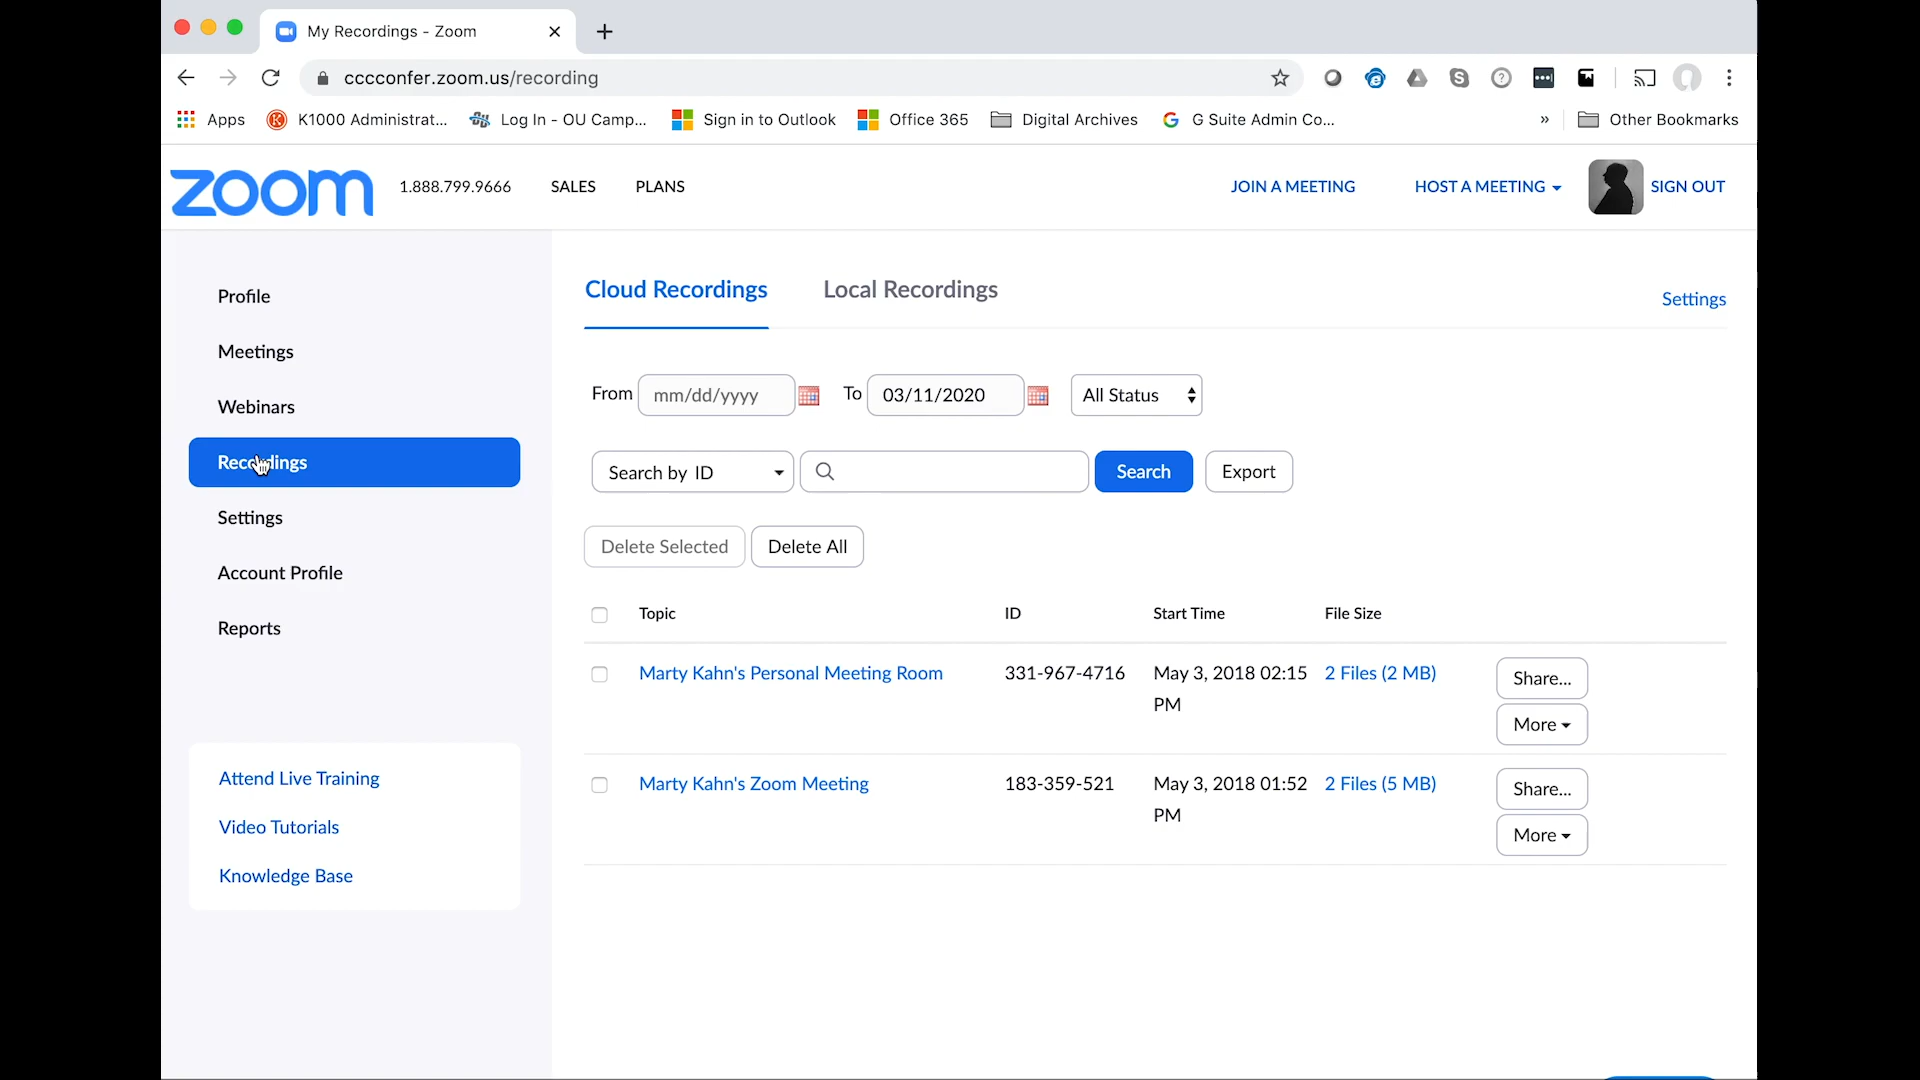 My Recordings - Zoom
cccconfer.zoom.us/recording
Apps K1000 Administrat... Log In - OU Camp... Sign in to Outlook Office 365 Digital Archives G Suite Admin Co... » Other Bookmarks
zoom 1.888.799.9666 SALES PLANS JOIN A MEETING HOST A MEETING SIGN OUT
Profile
Meetings
Webinars
Recordings
Settings
Account Profile
Reports
Attend Live Training
Video Tutorials
Knowledge Base
Cloud Recordings Local Recordings Settings
From mm/dd/yyyy To 03/11/2020 All Status
Search by ID Search Export
Delete Selected Delete All
Topic ID Start Time File Size
Marty Kahn's Personal Meeting Room 331-967-4716 May 3, 2018 02:15 2 Files (2 MB) Share...
PM
More
Marty Kahn's Zoom Meeting 183-359-521 May 3, 2018 01:52 2 Files (5 MB) Share...
PM
More